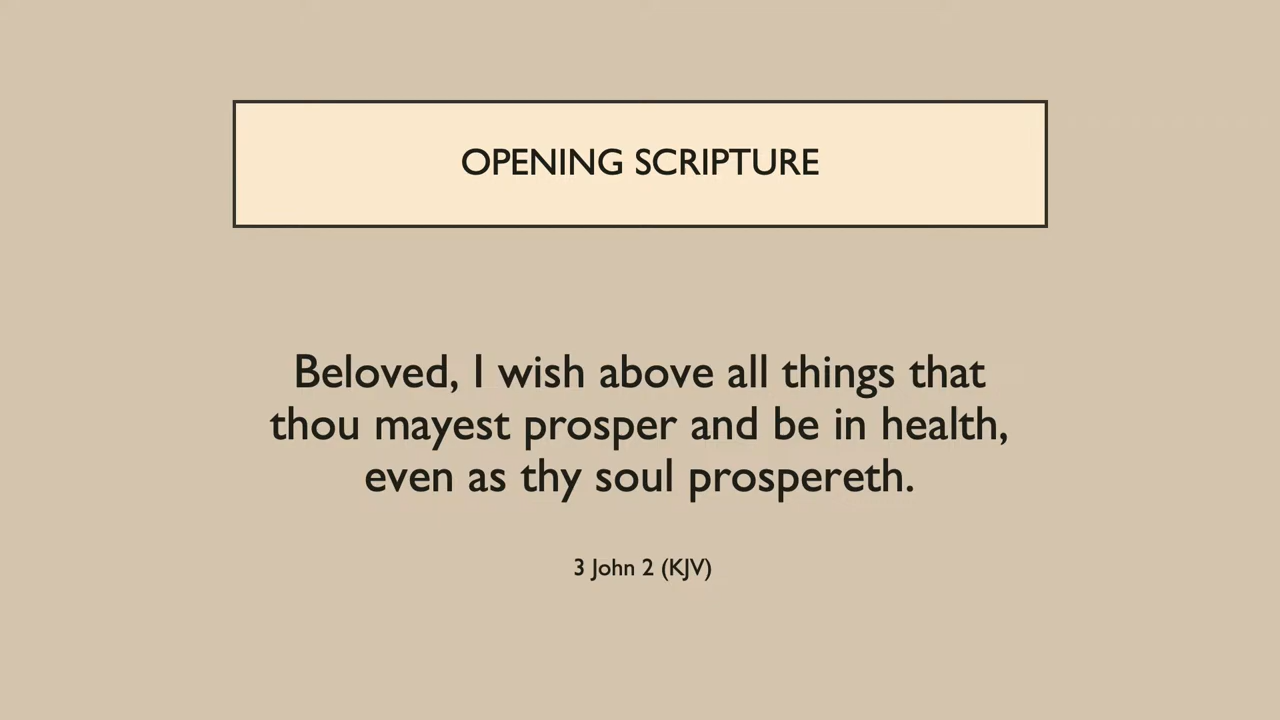 OPENING SCRIPTURE
Beloved, I wish above all things that
thou mayest prosper and be in health,
even as thy soul prospereth.
3 John 2 (KJV)